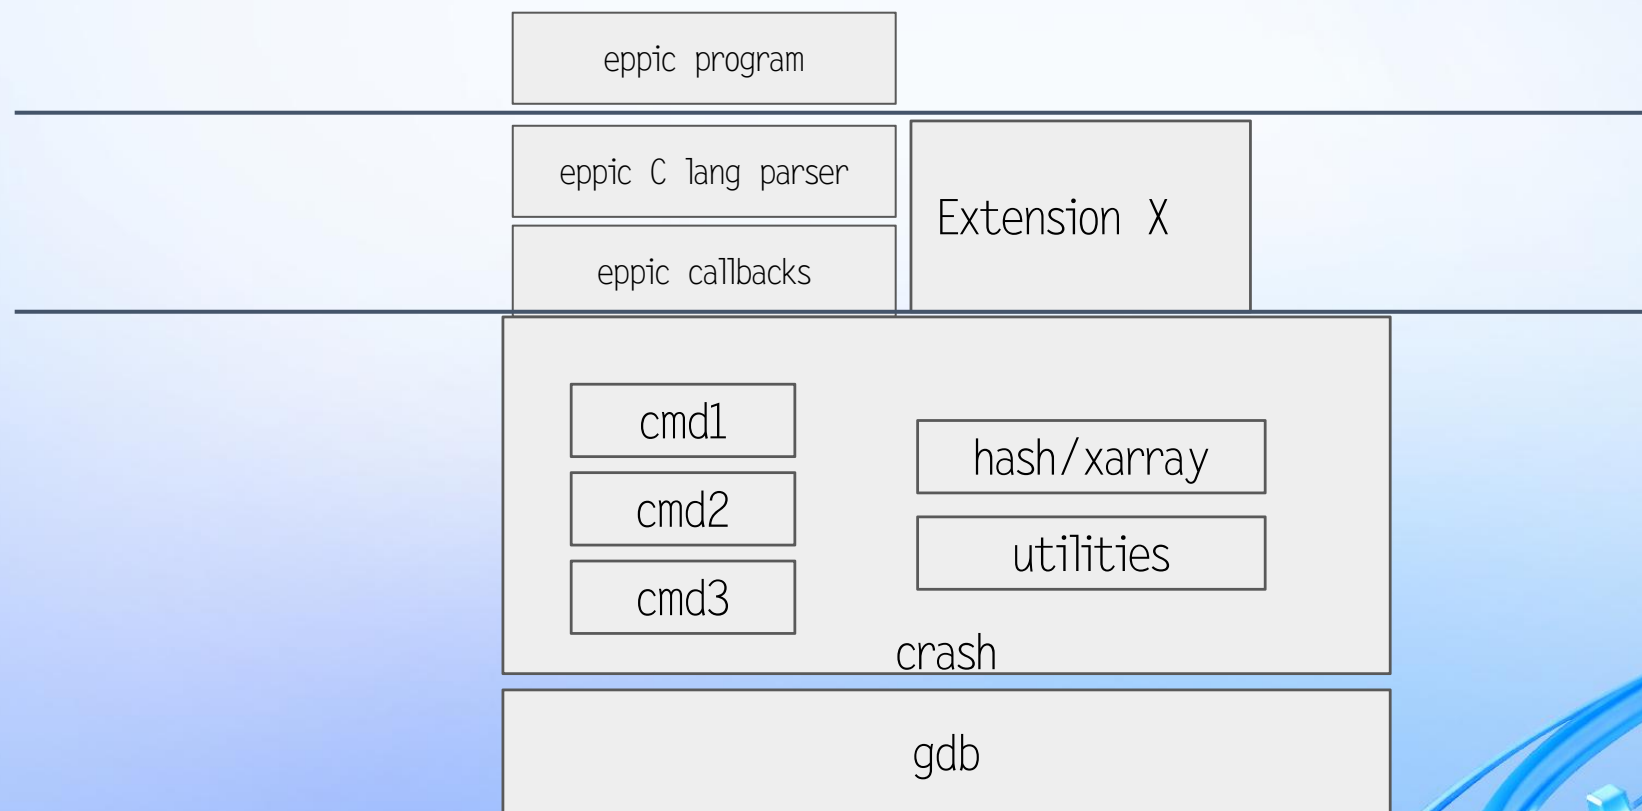 eppic program
eppic C lang parser
Extension X
eppic callbacks
cmd1
hash/xarray
cmd2
utilities
cmd3
crash
gdb